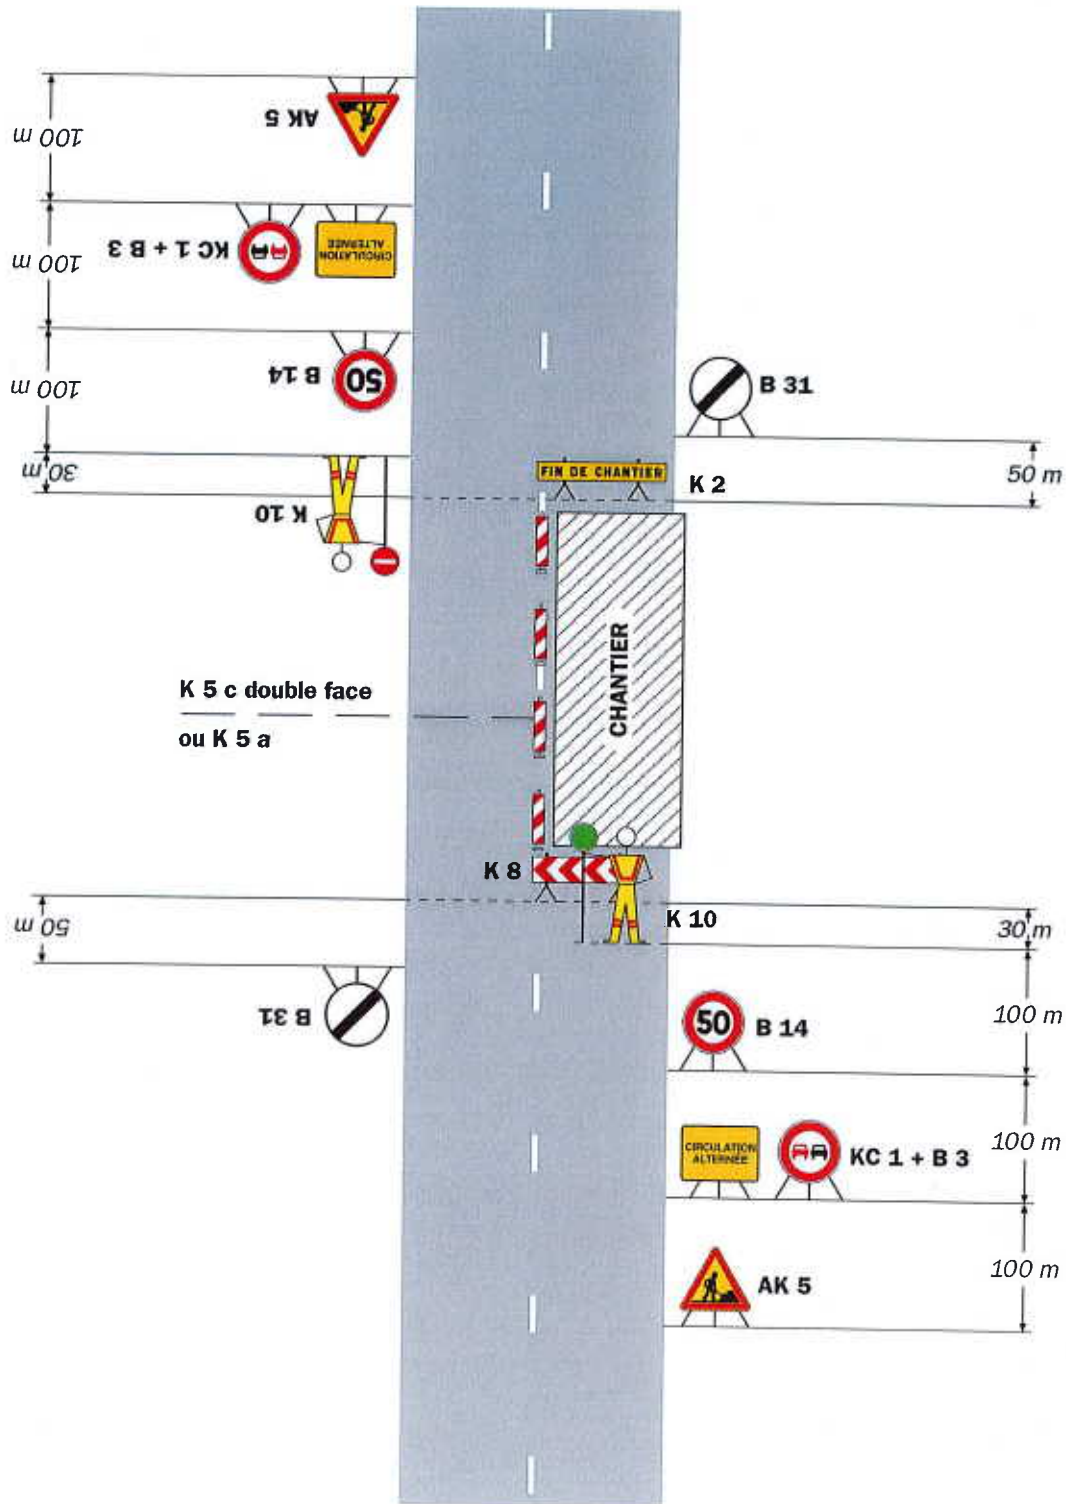 AK 5
100 m
KC 1 + B 3
CIRCULATION
ALTERNÉE
100 m
B 14
50
100 m
B 31
30 m
K 10
FIN DE CHANTIER
K 2
50 m
CHANTIER
K 5 c double face
ou K 5 a
K 8
K 10
50 m
30 m
B 31
50
B 14
100 m
CIRCULATION
ALTERNÉE
KC 1 + B 3
100 m
AK 5
100 m